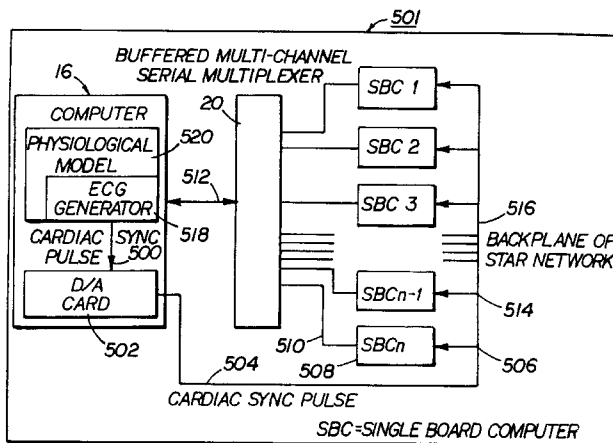 501
BUFFERED MULTI-CHANNEL
SERIAL MULTIPLEXER
16
20
COMPUTER
PHYSIOLOGICAL
MODEL
520
ECG
GENERATOR
518
512
CARDIAC SYNC
PULSE 500
D/A
CARD
502
504
CARDIAC SYNC PULSE
SBC 1
SBC 2
SBC 3
516
BACKPLANE OF
STAR NETWORK
SBCn-1
514
SBCn
510
508
506
SBC=SINGLE BOARD COMPUTER